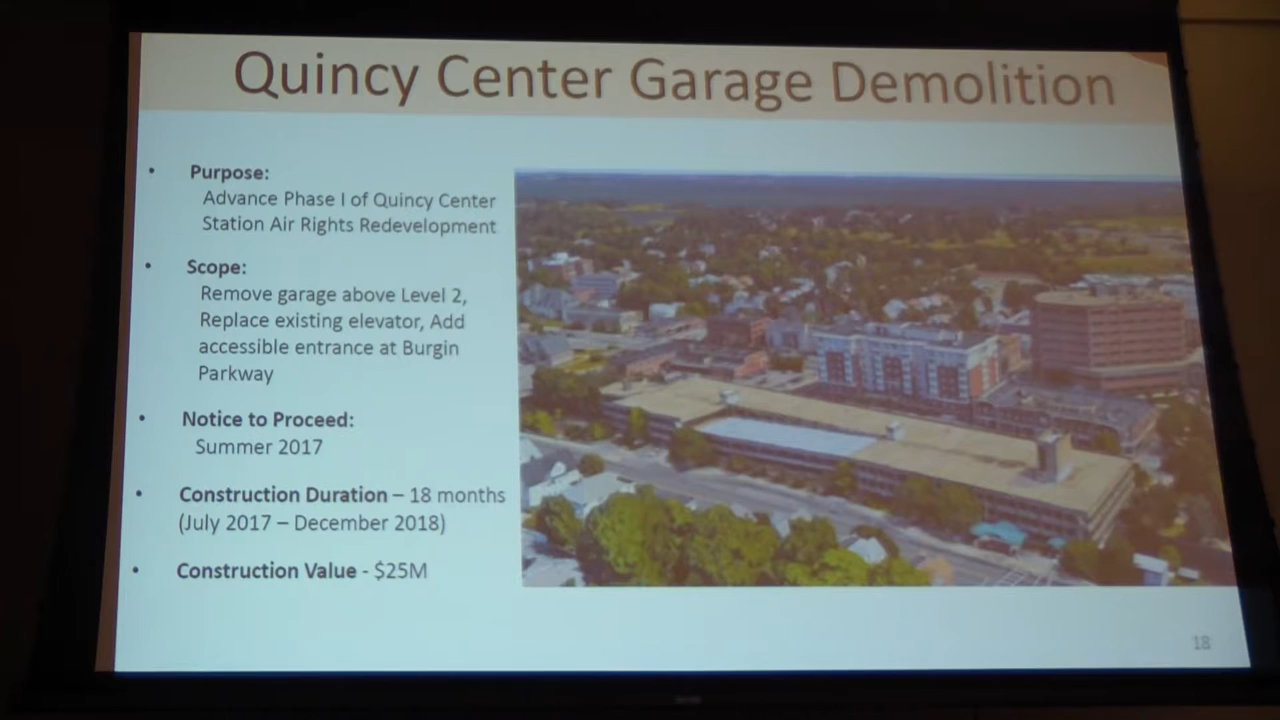 Quincy Center Garage Demolition
• Purpose:
Advance Phase I of Quincy Center
Station Air Rights Redevelopment
• Scope:
Remove garage above Level 2,
Replace existing elevator, Add
accessible entrance at Burgin
Parkway
• Notice to Proceed:
Summer 2017
• Construction Duration – 18 months
(July 2017 – December 2018)
• Construction Value - $25M
18